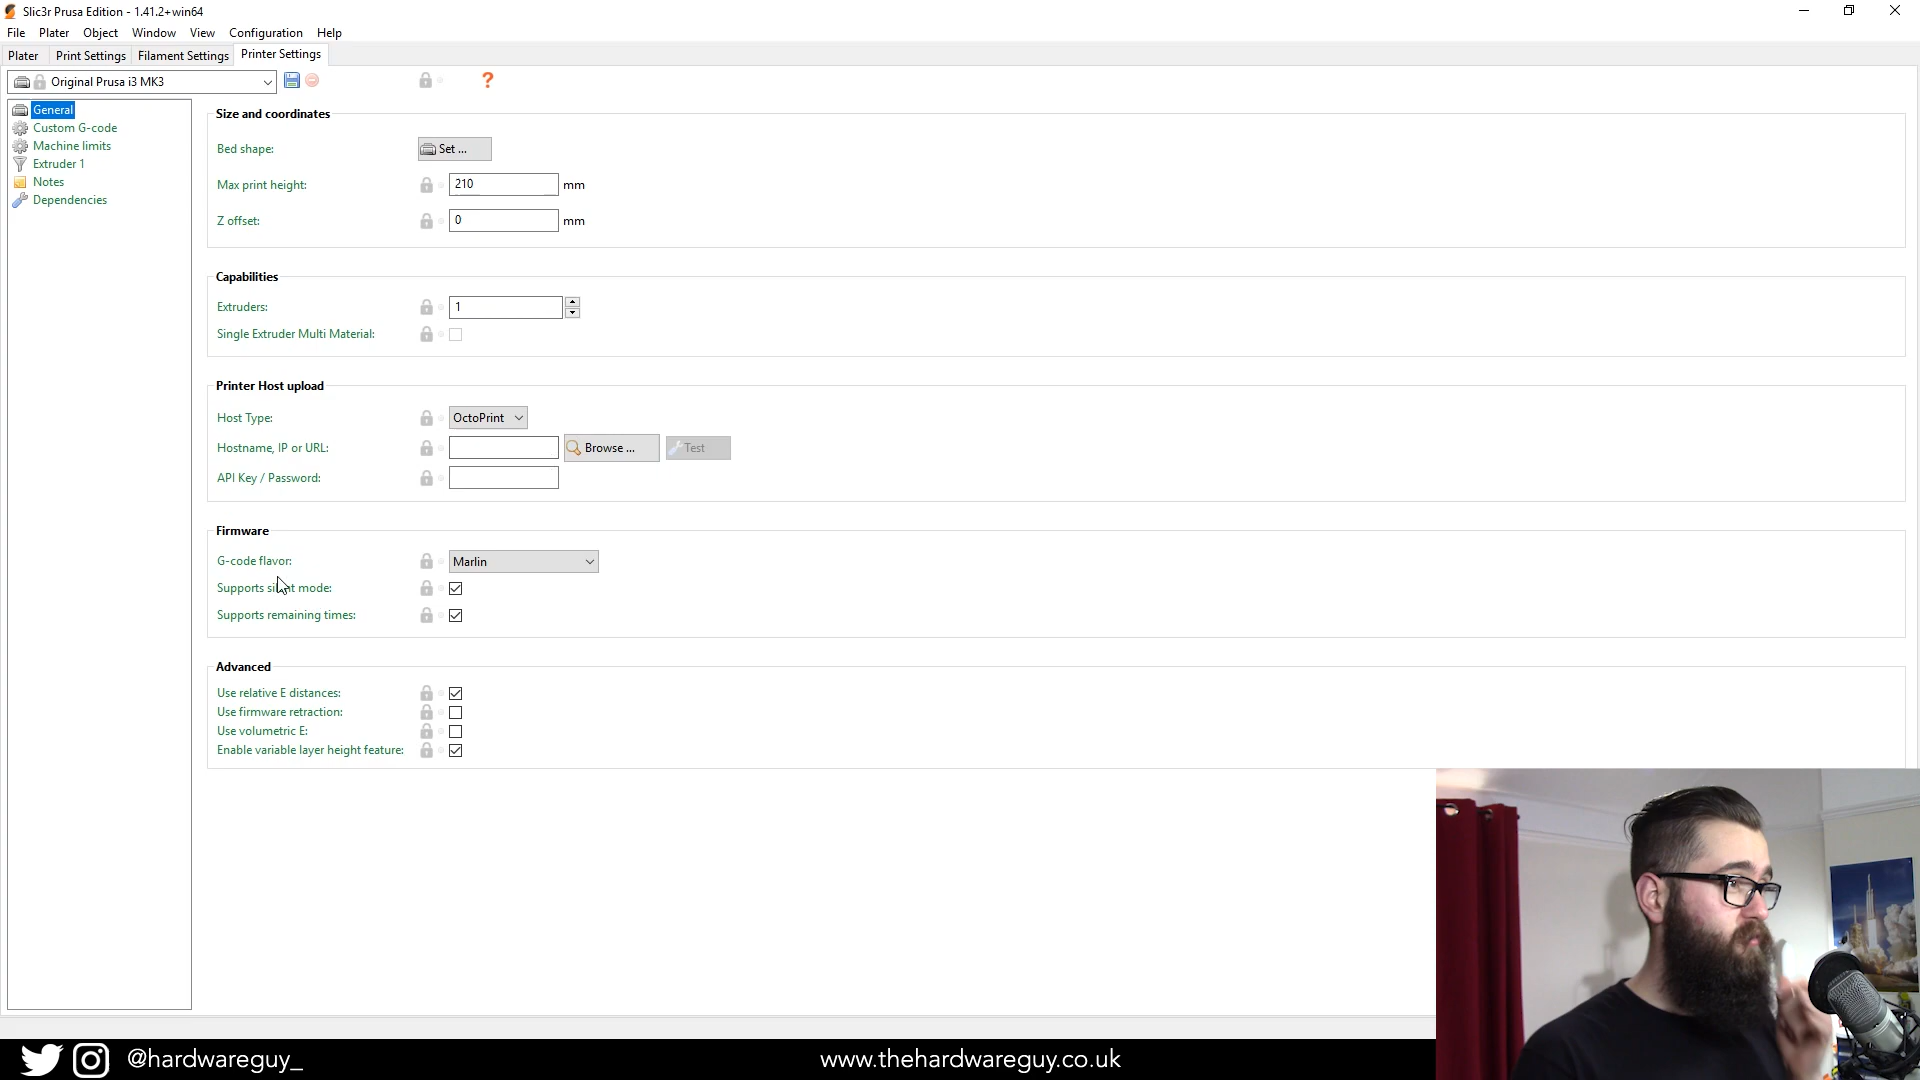 Slic3r Prusa Edition - 1.41.2+win64
File Plater Object Window View Configuration Help
Plater Print Settings Filament Settings Printer Settings
Original Prusa i3 MK3 ?
General
Custom G-code
Machine limits
Extruder 1
Notes
Dependencies
Size and coordinates
Bed shape: Set ...
Max print height: 210 mm
Z offset: 0 mm
Capabilities
Extruders: 1
Single Extruder Multi Material:
Printer Host upload
Host Type: OctoPrint
Hostname, IP or URL: Browse ... Test
API Key / Password:
Firmware
G-code flavor: Marlin
Supports silent mode:
Supports remaining times:
Advanced
Use relative E distances:
Use firmware retraction:
Use volumetric E:
Enable variable layer height feature:
@hardwareguy_ www.thehardwareguy.co.uk